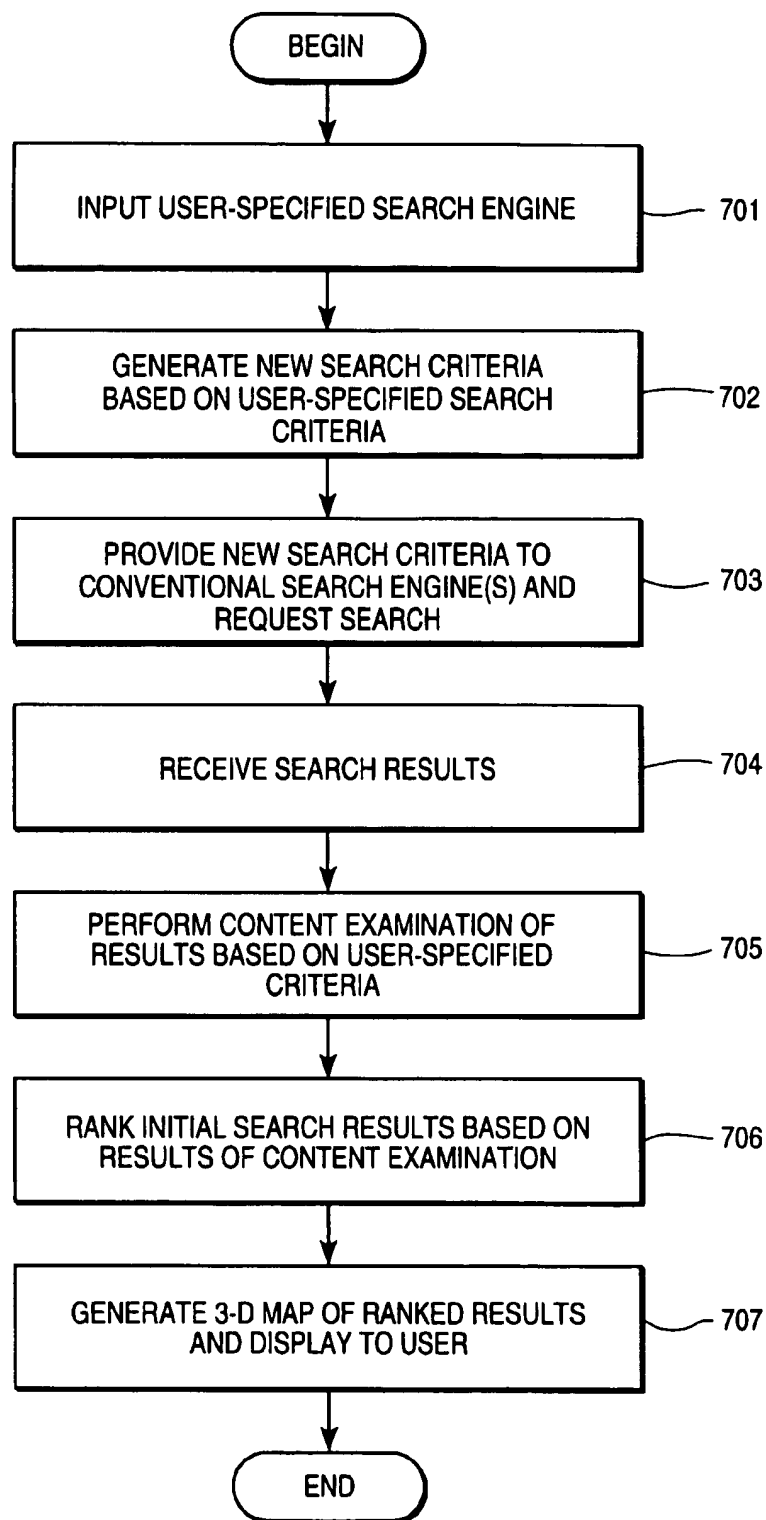 BEGIN
INPUT USER-SPECIFIED SEARCH ENGINE
701
GENERATE NEW SEARCH CRITERIA
BASED ON USER-SPECIFIED SEARCH
CRITERIA
702
PROVIDE NEW SEARCH CRITERIA TO
CONVENTIONAL SEARCH ENGINE(S) AND
REQUEST SEARCH
703
RECEIVE SEARCH RESULTS
704
PERFORM CONTENT EXAMINATION OF
RESULTS BASED ON USER-SPECIFIED
CRITERIA
705
RANK INITIAL SEARCH RESULTS BASED ON
RESULTS OF CONTENT EXAMINATION
706
GENERATE 3-D MAP OF RANKED RESULTS
AND DISPLAY TO USER
707
END